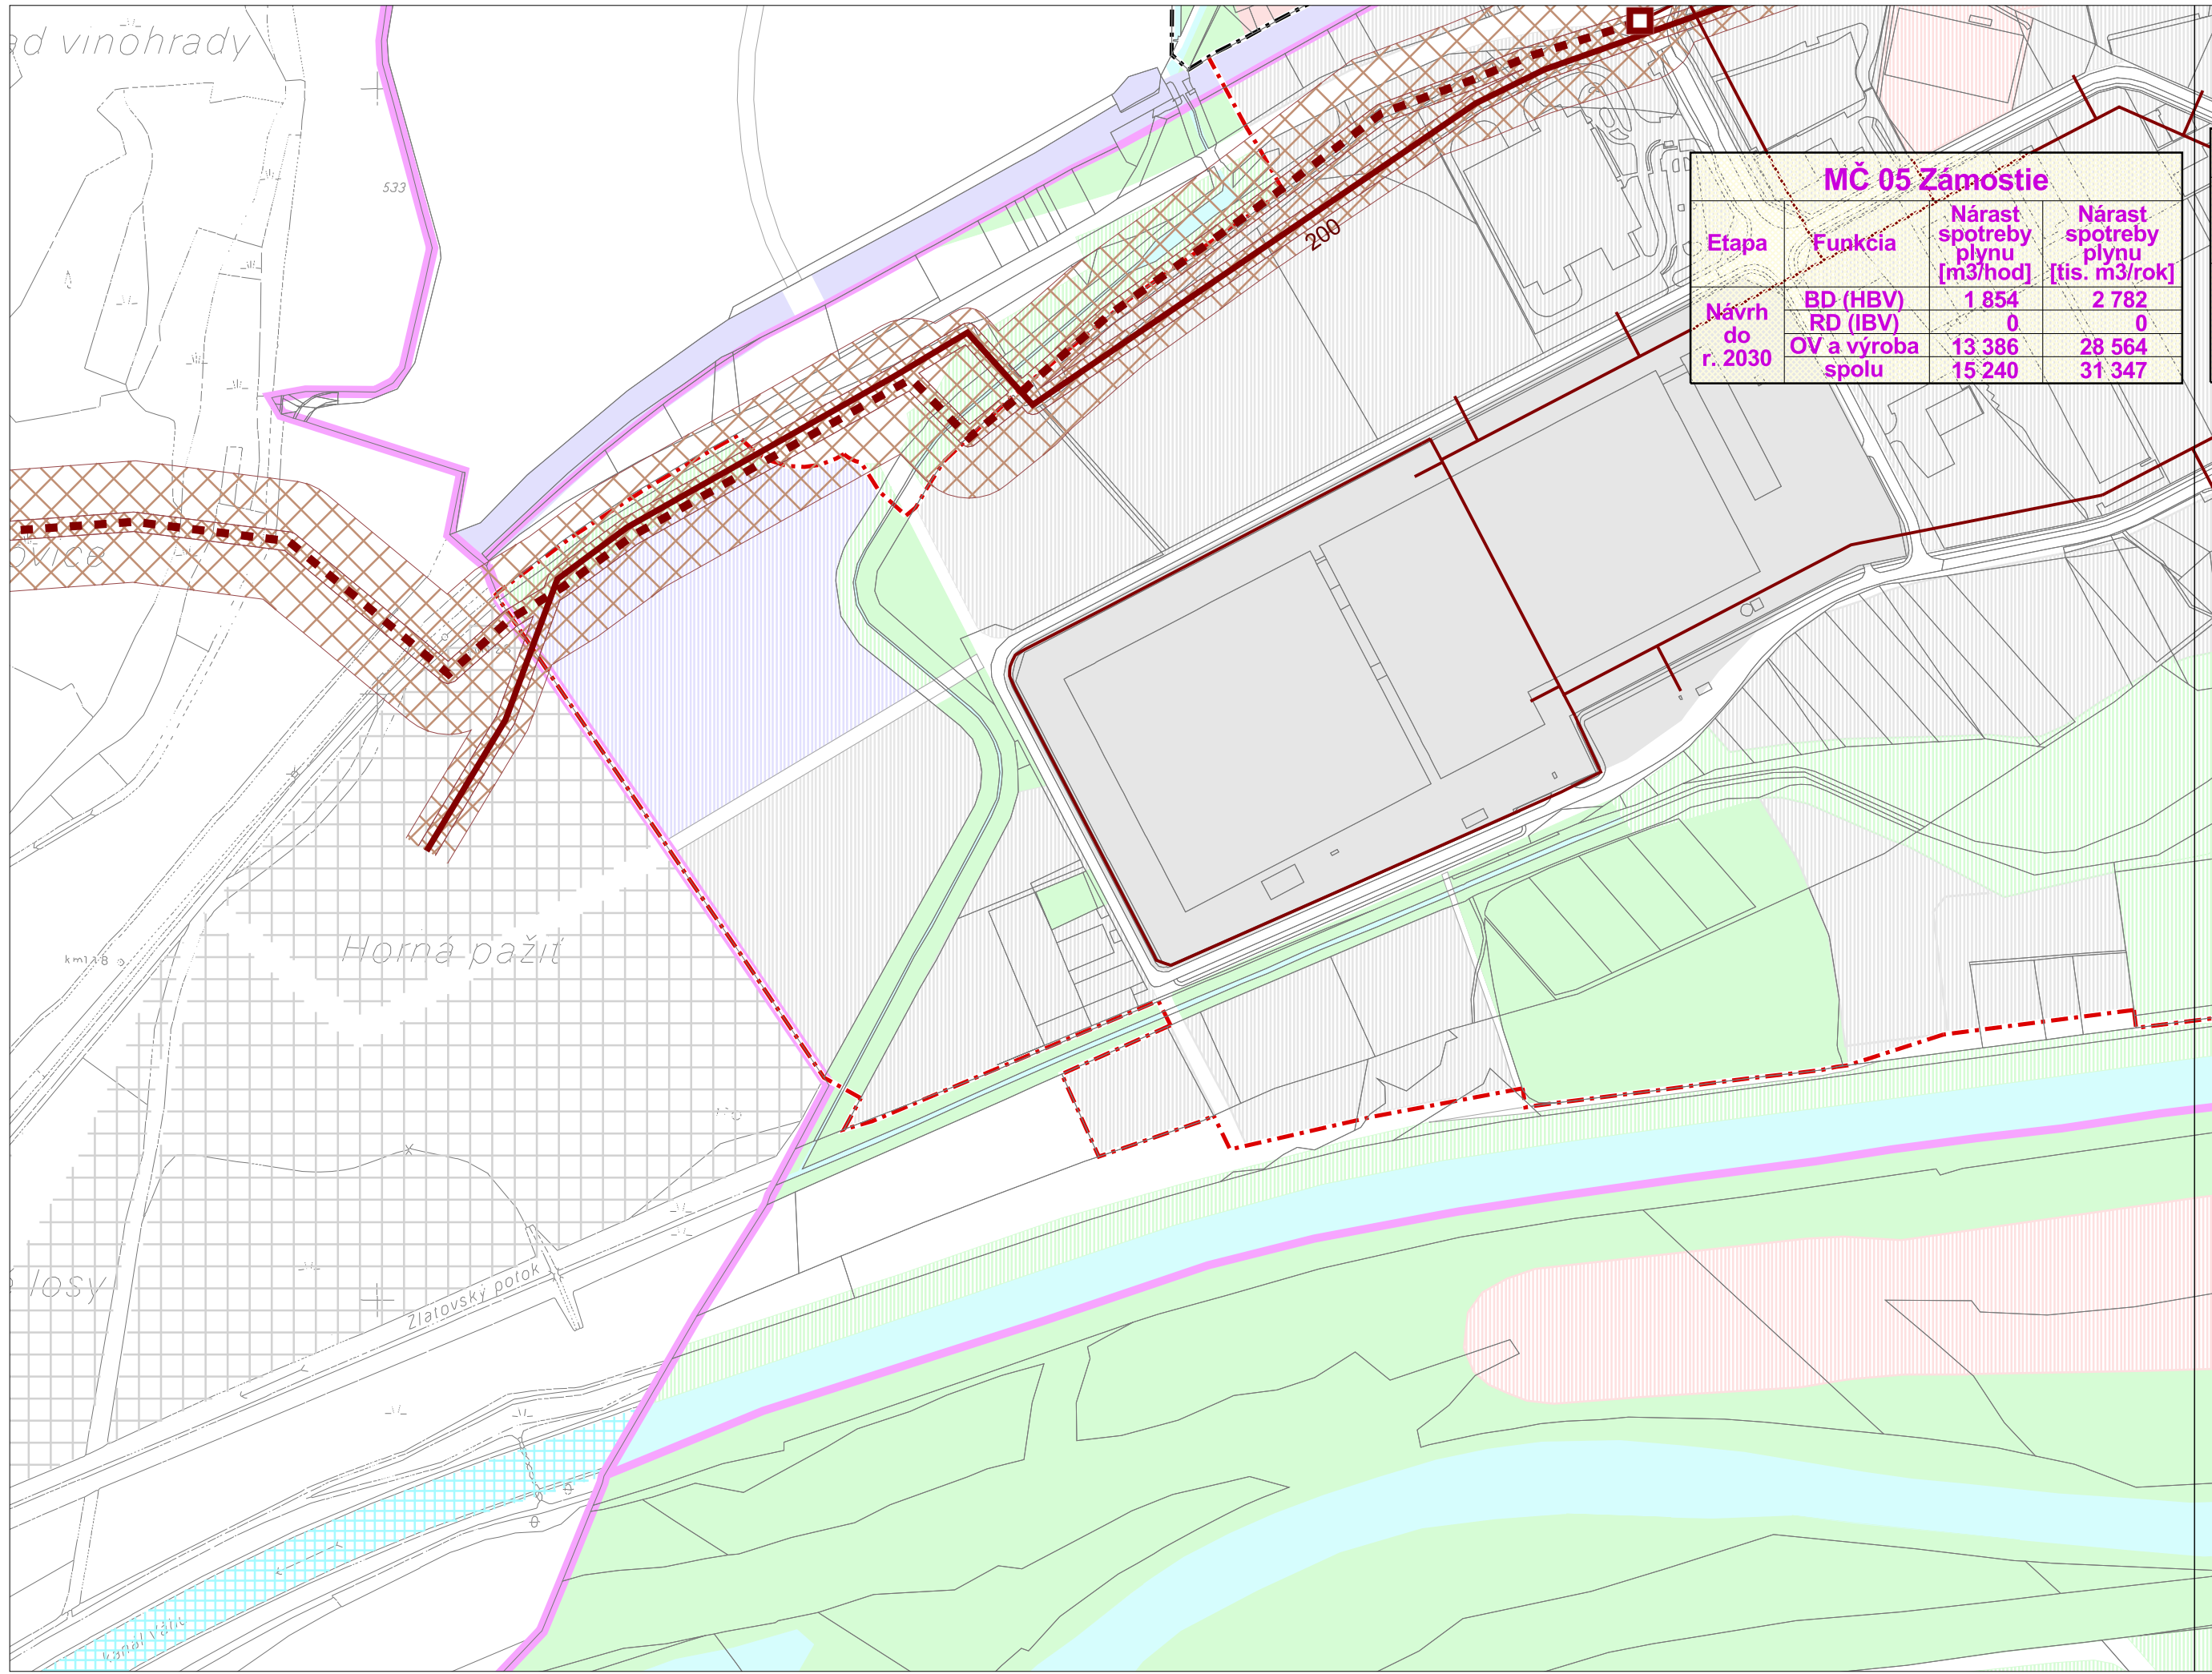 ad vinohrady
533
200
MČ 05 Zámostie
Etapa
Funkcia
Nárast spotreby plynu [m3/hod]
Nárast spotreby plynu [tis. m3/rok]
Návrh do r. 2030
BD (HBV) 1 854 2 782
RD (IBV) 0 0
OV a výroba 13 386 28 564
spolu 15 240 31 347
ovice
Horná pažiť
losy
Zlatovský potok